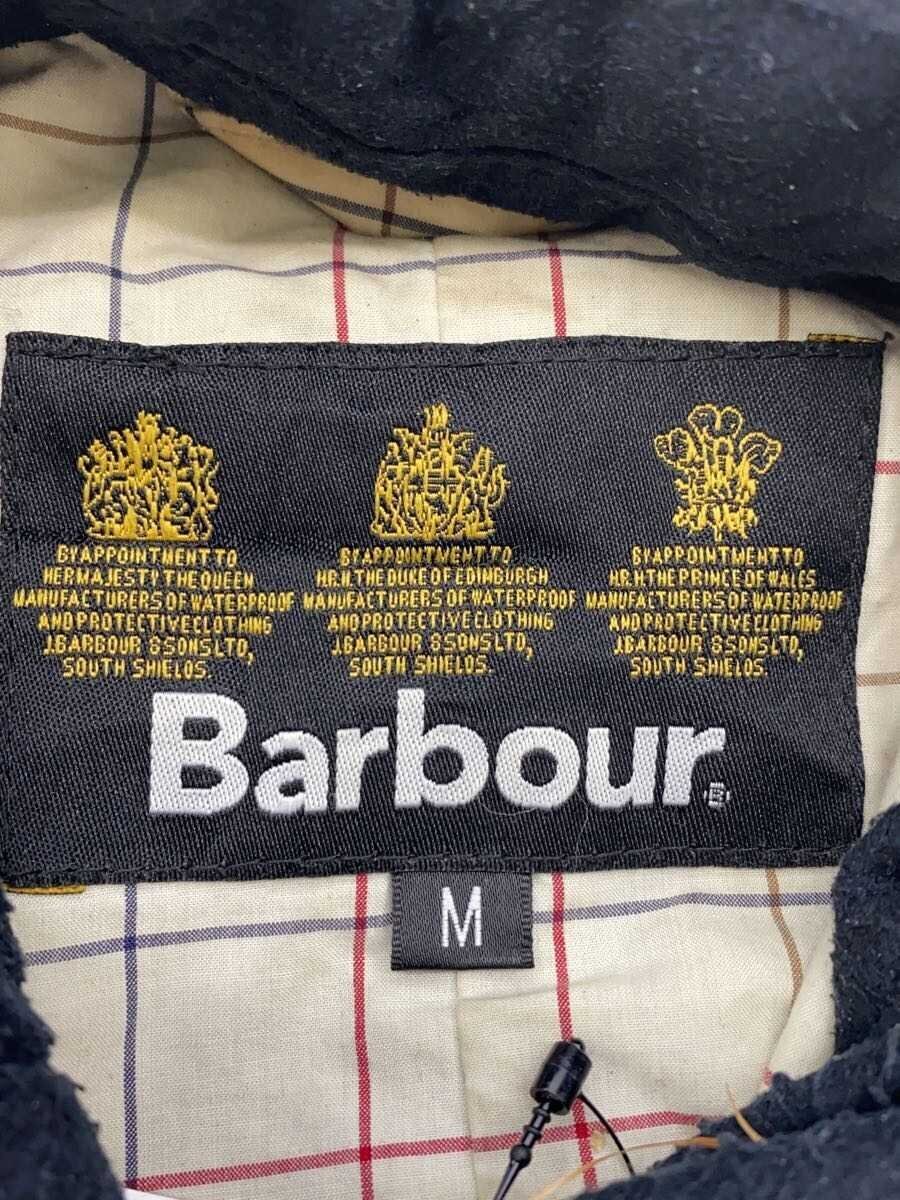 BY APPOINTMENT TO
HER MAJESTY THE QUEEN
MANUFACTURERS OF WATERPROOF
AND PROTECTIVE CLOTHING
J.BARBOUR & SONS LTD,
SOUTH SHIELDS.
BY APPOINTMENT TO
H.R.H. THE DUKE OF EDINBURGH
MANUFACTURERS OF WATERPROOF
AND PROTECTIVE CLOTHING
J.BARBOUR & SONS LTD,
SOUTH SHIELDS.
BY APPOINTMENT TO
H.R.H THE PRINCE OF WALES
MANUFACTURERS OF WATERPROOF
AND PROTECTIVE CLOTHING
J.BARBOUR & SONS LTD,
SOUTH SHIELDS.
Barbour
M